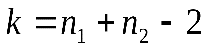 k = n₁ + n₂ − 2